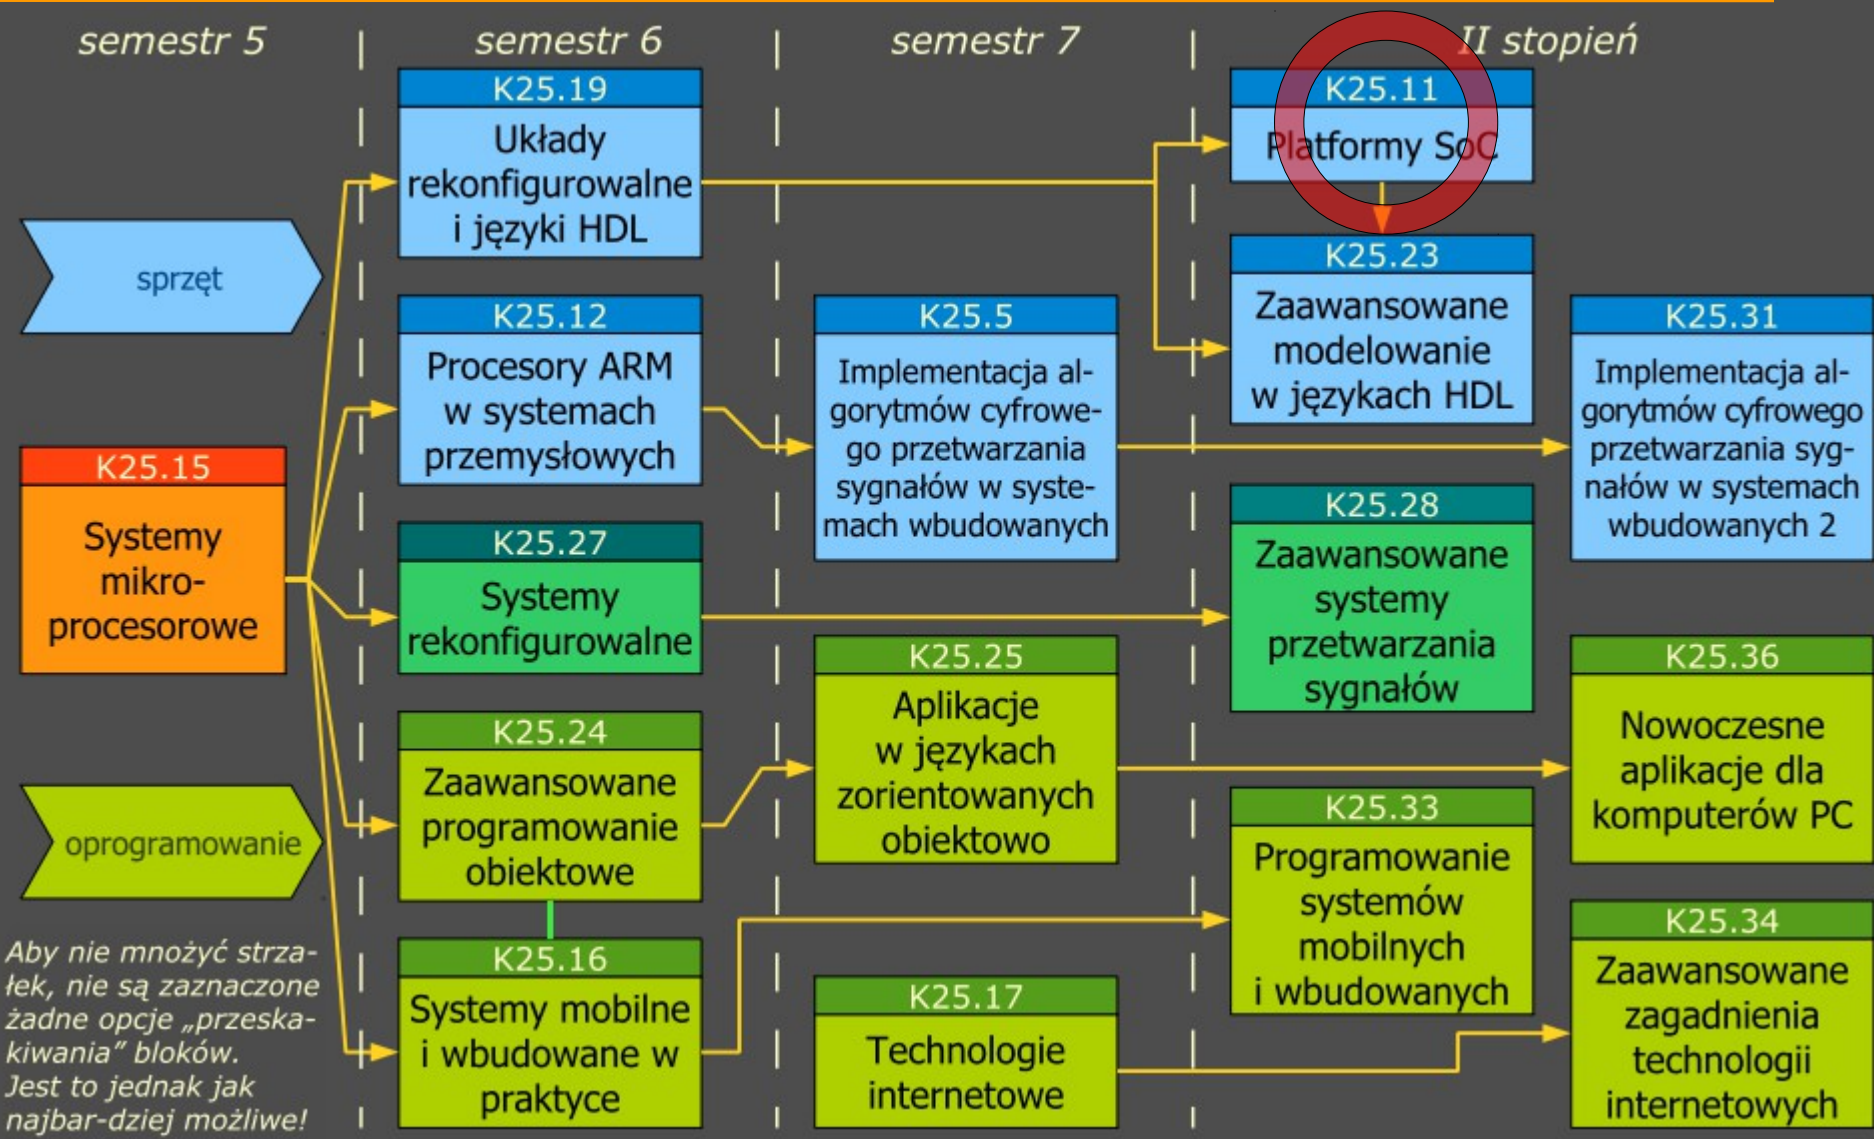 semestr 5
semestr 6
semestr 7
II stopień
sprzęt
K25.15
Systemy
mikro-
procesorowe
oprogramowanie
Aby nie mnożyć strza-
łek, nie są zaznaczone
żadne opcje „przeska-
kiwania” bloków.
Jest to jednak jak
najbar-dziej możliwe!
K25.19
Układy
rekonfigurowalne
i języki HDL
K25.12
Procesory ARM
w systemach
przemysłowych
K25.27
Systemy
rekonfigurowalne
K25.24
Zaawansowane
programowanie
obiektowe
K25.16
Systemy mobilne
i wbudowane w
praktyce
K25.5
Implementacja al-
gorytmów cyfrowe-
go przetwarzania
sygnałów w syste-
mach wbudowanych
K25.25
Aplikacje
w językach
zorientowanych
obiektowo
K25.17
Technologie
internetowe
K25.11
Platformy SoC
K25.23
Zaawansowane
modelowanie
w językach HDL
K25.28
Zaawansowane
systemy
przetwarzania
sygnałów
K25.33
Programowanie
systemów
mobilnych
i wbudowanych
K25.31
Implementacja al-
gorytmów cyfrowego
przetwarzania syg-
nałów w systemach
wbudowanych 2
K25.36
Nowoczesne
aplikacje dla
komputerów PC
K25.34
Zaawansowane
zagadnienia
technologii
internetowych